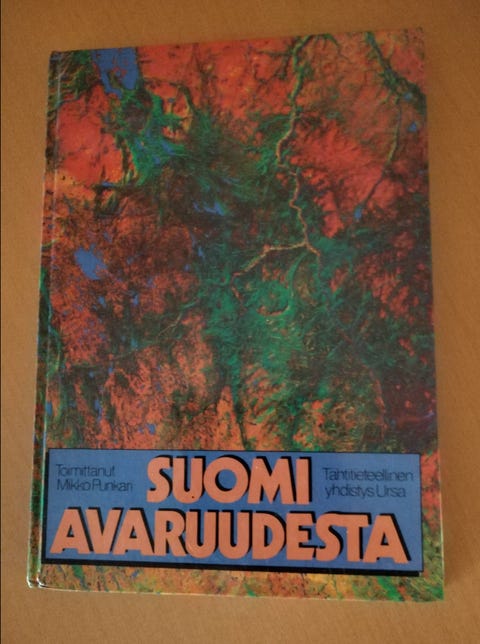 Toimittanut
Mikko Punkari
SUOMI
Tähtitieteellinen
yhdistys Ursa
AVARUUDESTA